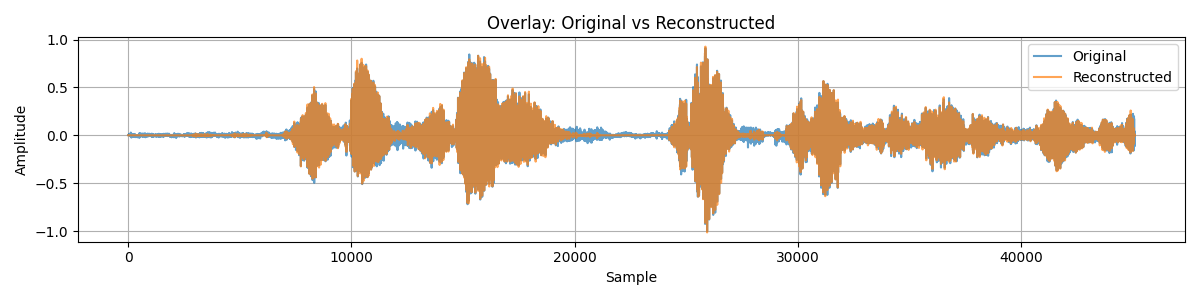 Overlay: Original vs Reconstructed
1.0
0.5
0.0
−0.5
−1.0
Amplitude
Original
Reconstructed
0 10000 20000 30000 40000
Sample